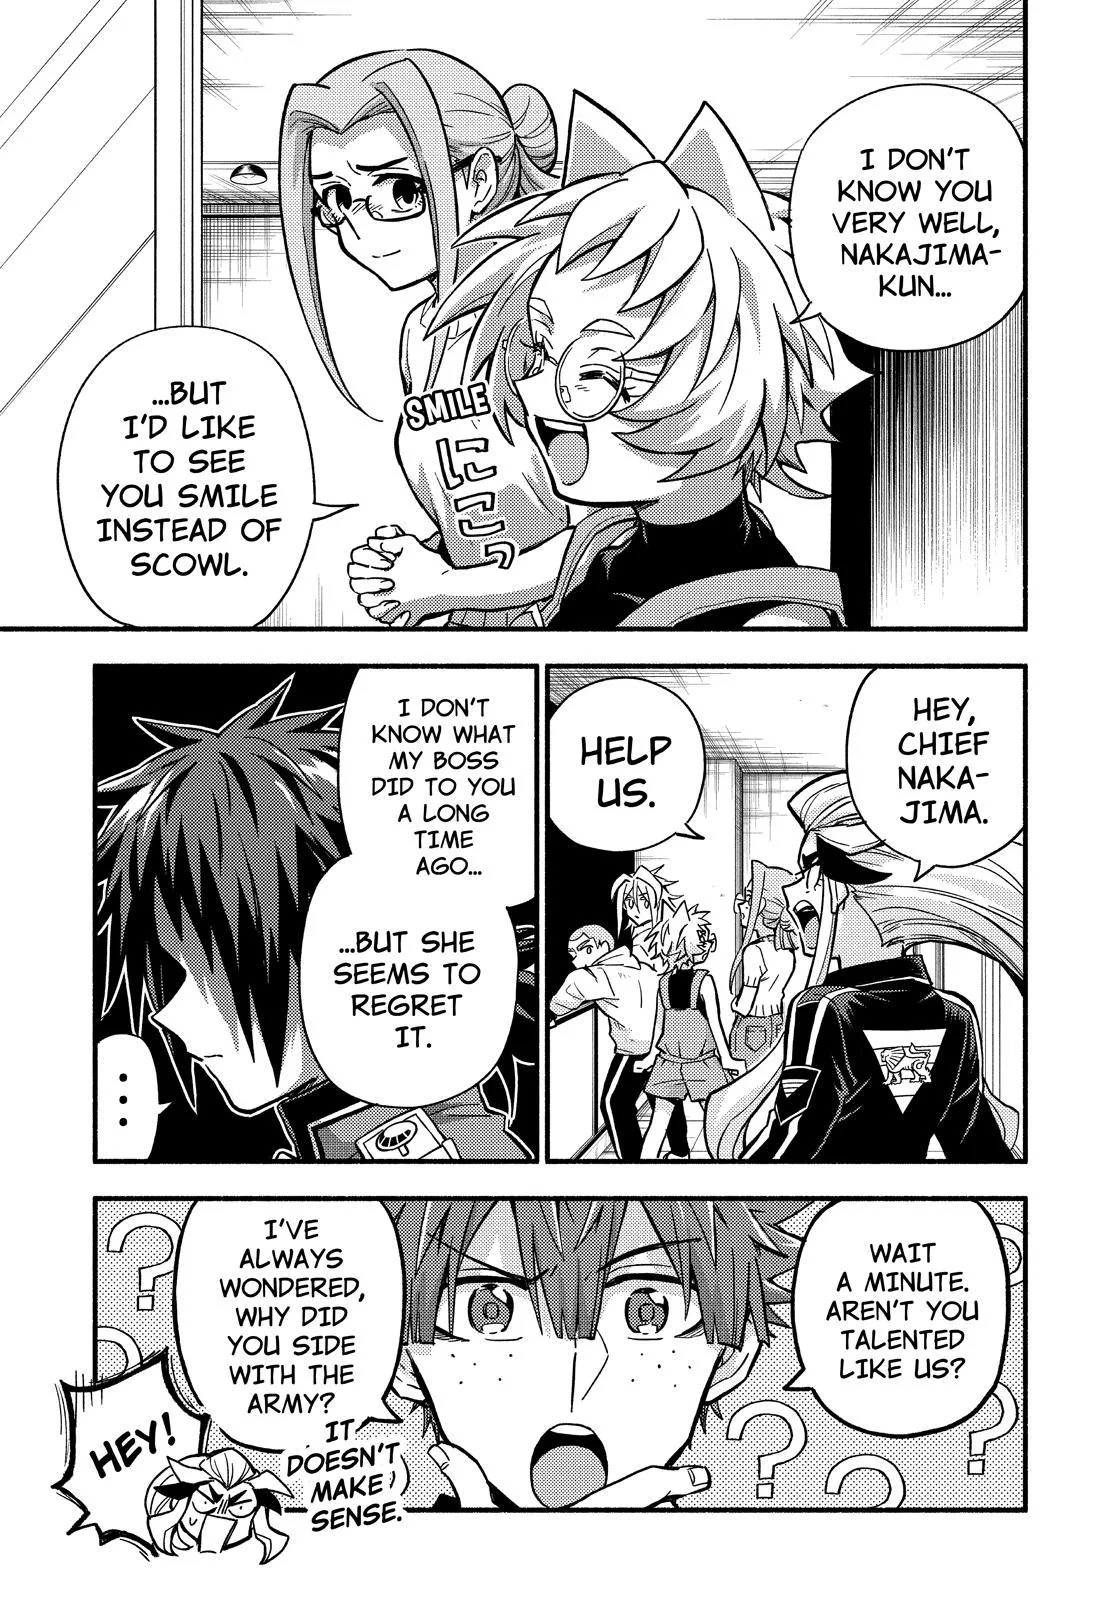 I DON'T
KNOW YOU
VERY WELL,
NAKAJIMA-
KUN...
SMILE
にこっ
...BUT
I'D LIKE
TO SEE
YOU SMILE
INSTEAD OF
SCOWL.
HEY,
CHIEF
NAKA-
JIMA.
HELP
US.
I DON'T
KNOW WHAT
MY BOSS
DID TO YOU
A LONG
TIME
AGO...
...BUT SHE
SEEMS TO
REGRET
IT.
...
WAIT
A MINUTE.
AREN'T YOU
TALENTED
LIKE US?
I'VE
ALWAYS
WONDERED,
WHY DID
YOU SIDE
WITH THE
ARMY?
IT
DOESN'T
MAKE
SENSE.
HEY!
? ? ? ? ? ? ?